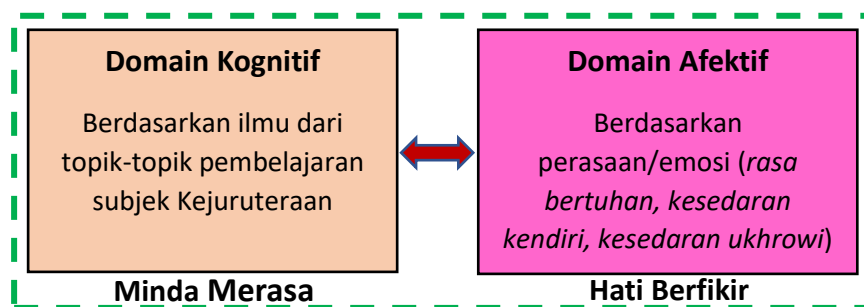 Domain Kognitif
Berdasarkan ilmu dari
topik-topik pembelajaran
subjek Kejuruteraan
Minda Merasa
Domain Afektif
Berdasarkan
perasaan/emosi (rasa
bertuhan, kesedaran
kendiri, kesedaran ukhrowi)
Hati Berfikir